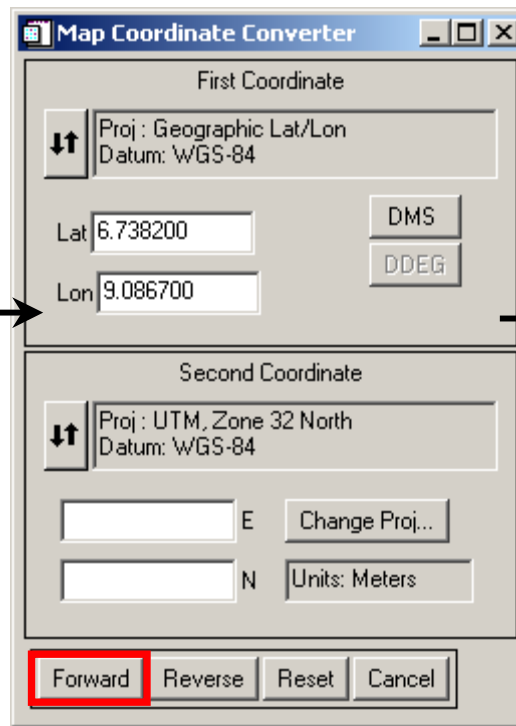 Map Coordinate Converter
First Coordinate
Proj : Geographic Lat/Lon
Datum: WGS-84
Lat 6.738200 DMS
Lon 9.086700 DDEG
Second Coordinate
Proj : UTM, Zone 32 North
Datum: WGS-84
E Change Proj...
N Units: Meters
Forward Reverse Reset Cancel